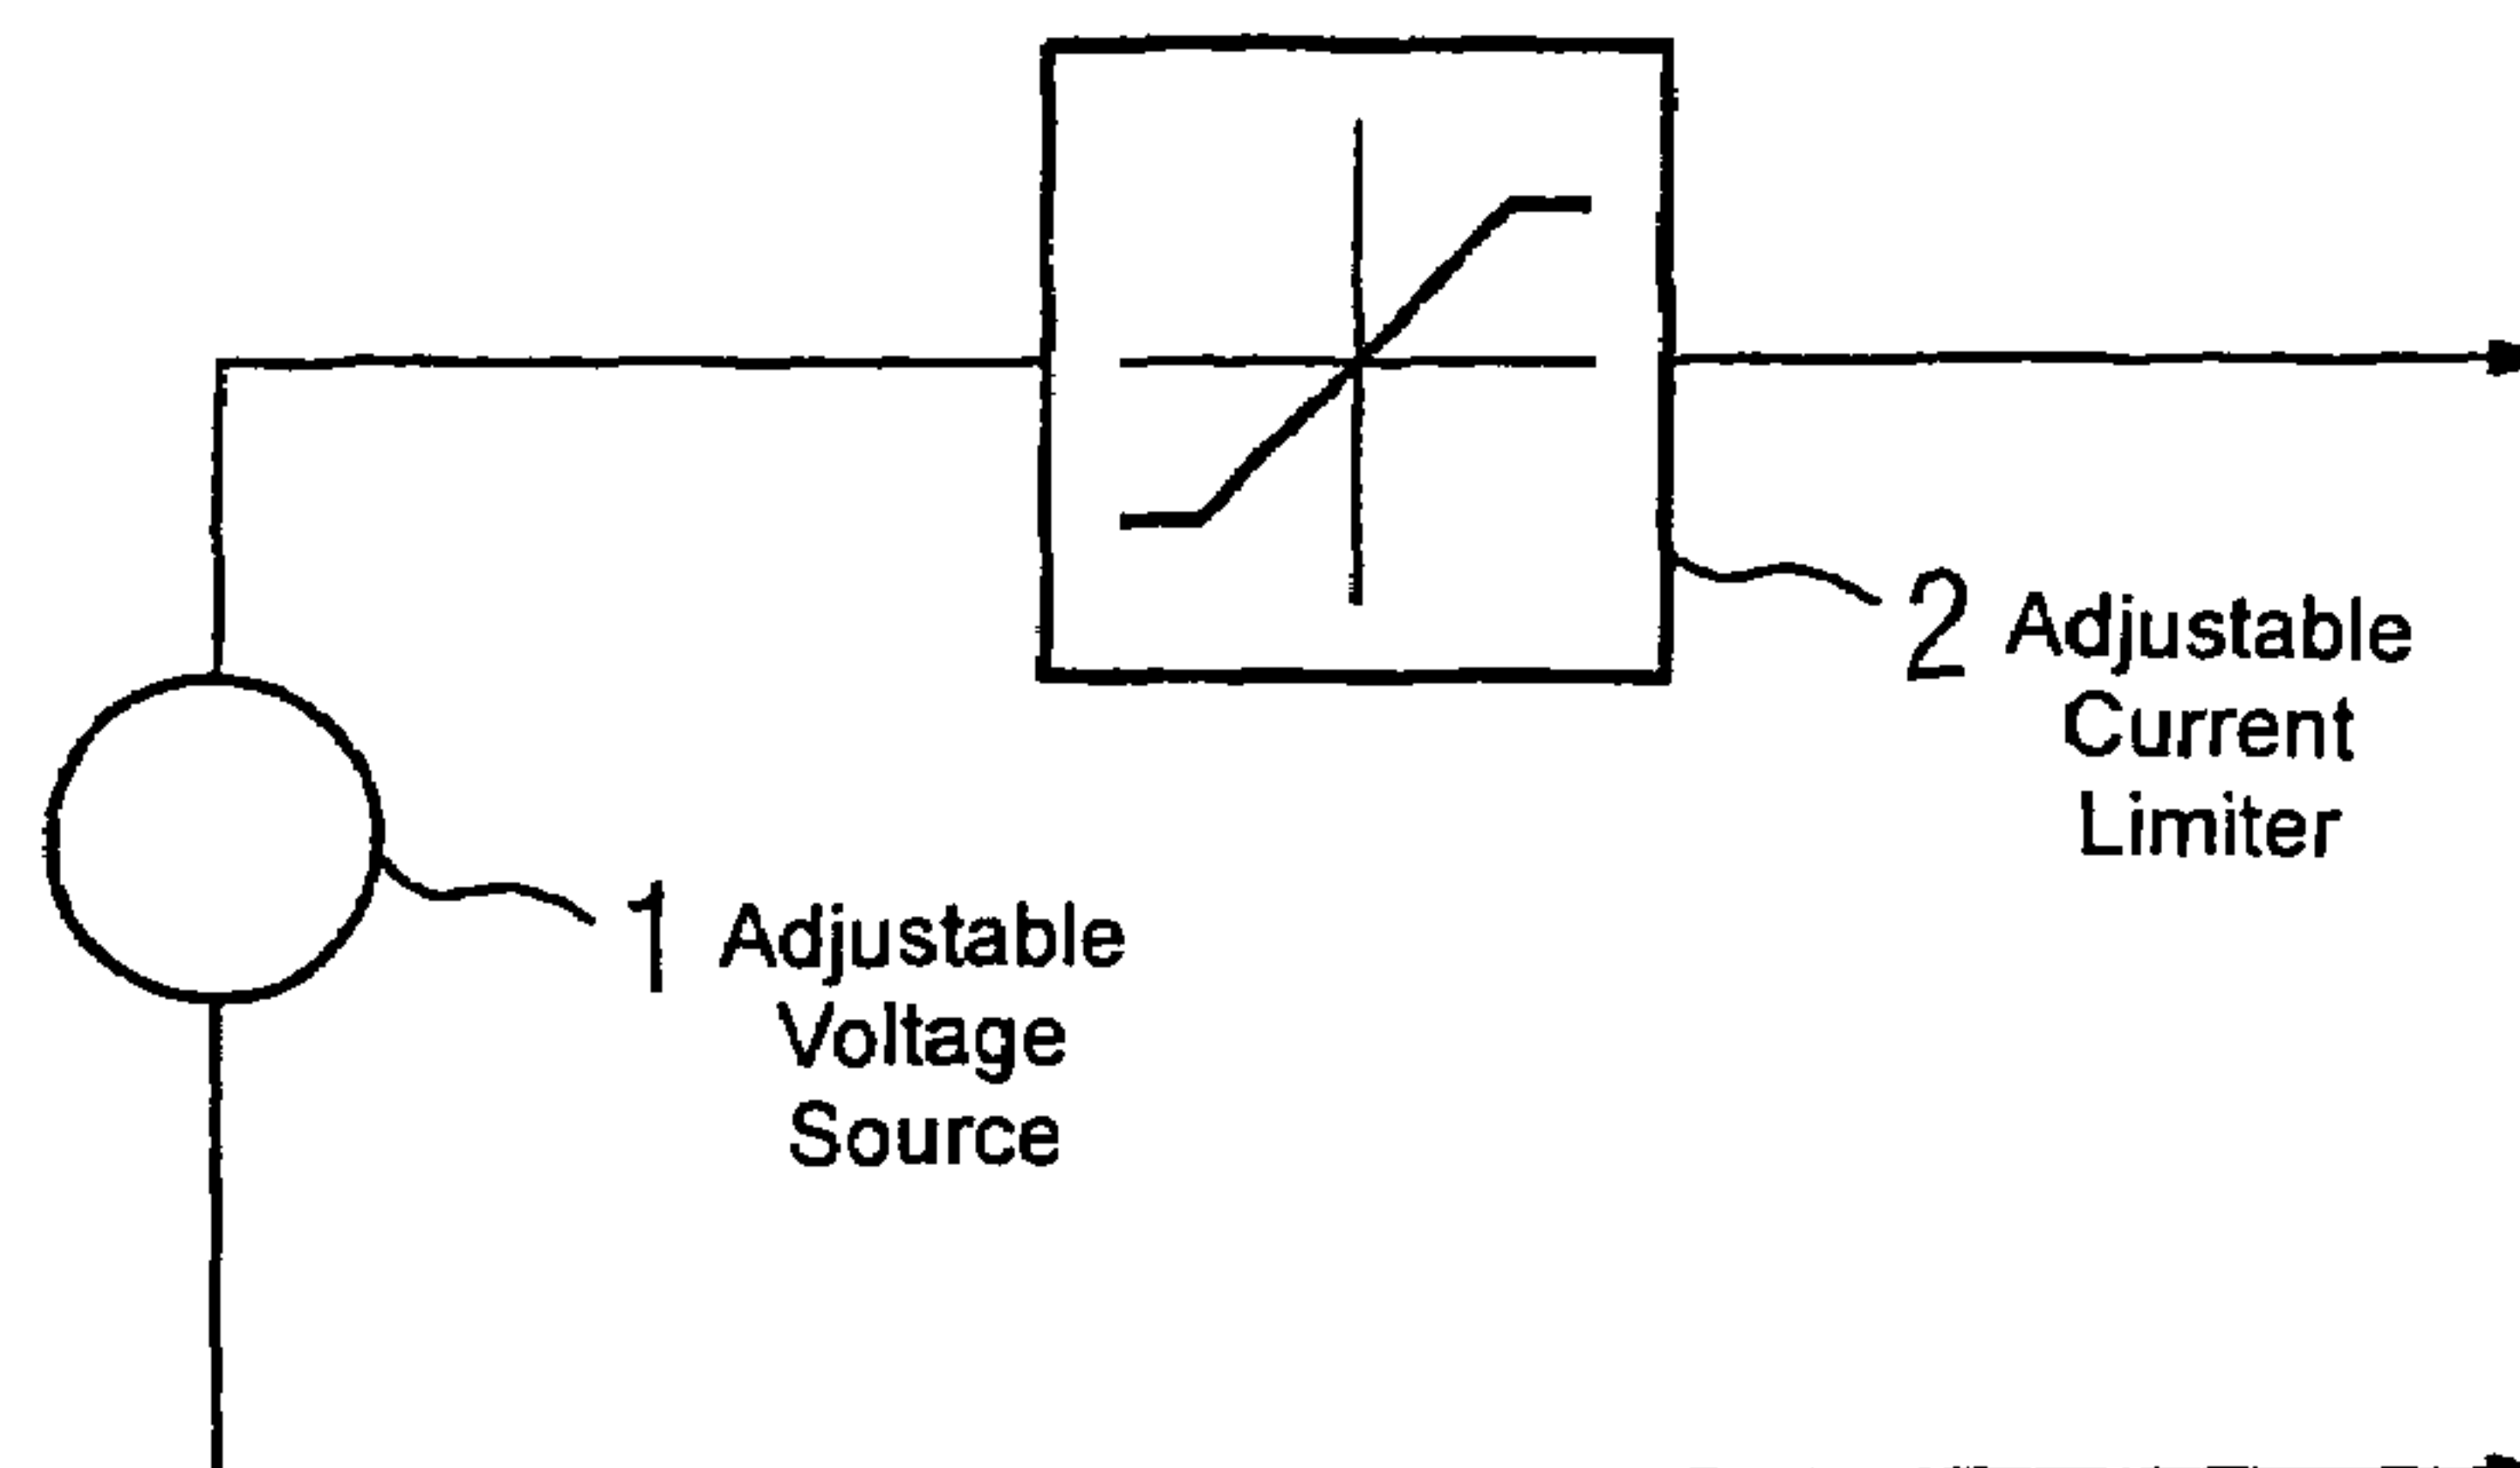 2 Adjustable
Current
Limiter
1 Adjustable
Voltage
Source